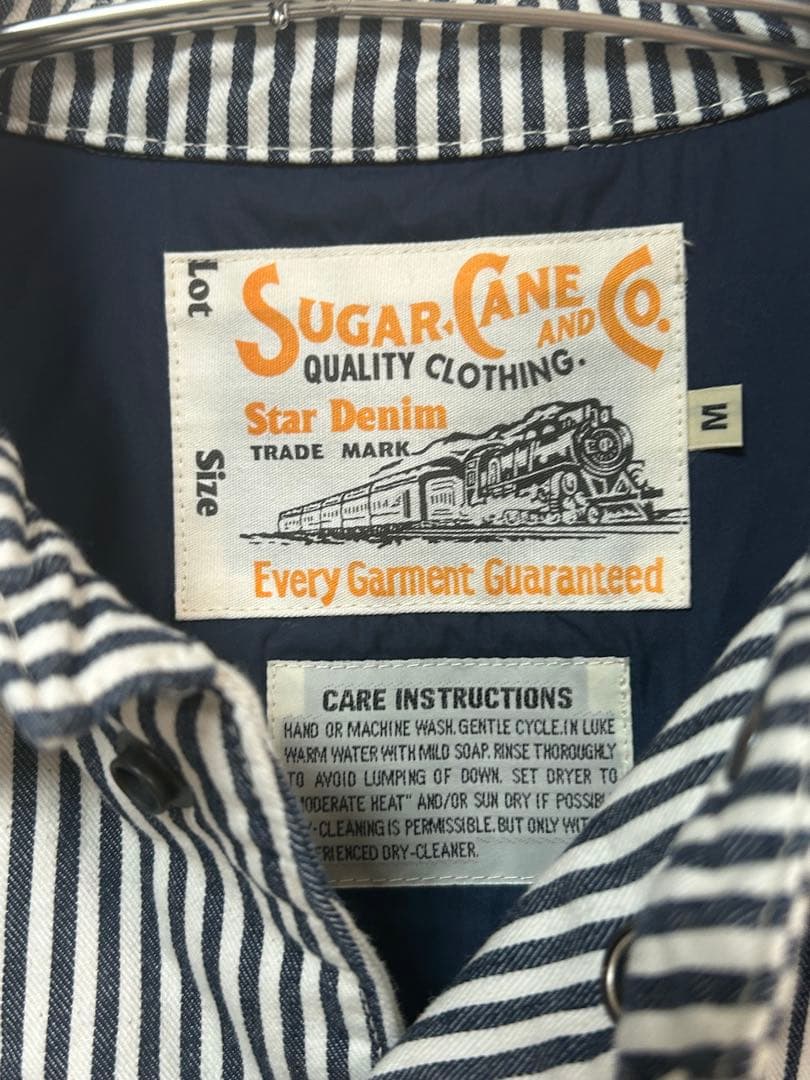 Lot
SUGAR·CANE AND CO.
QUALITY CLOTHING.
Star Denim
TRADE MARK
Size
Every Garment Guaranteed
M
CARE INSTRUCTIONS
HAND OR MACHINE WASH. GENTLE CYCLE. IN LUKE
WARM WATER WITH MILD SOAP. RINSE THOROUGHLY
TO AVOID LUMPING OF DOWN. SET DRYER TO
HEAT" AND/OR SUN DRY IF
-CLEANING IS PERMISSIBLE. BUT ONLY
DRY-CLEANER.